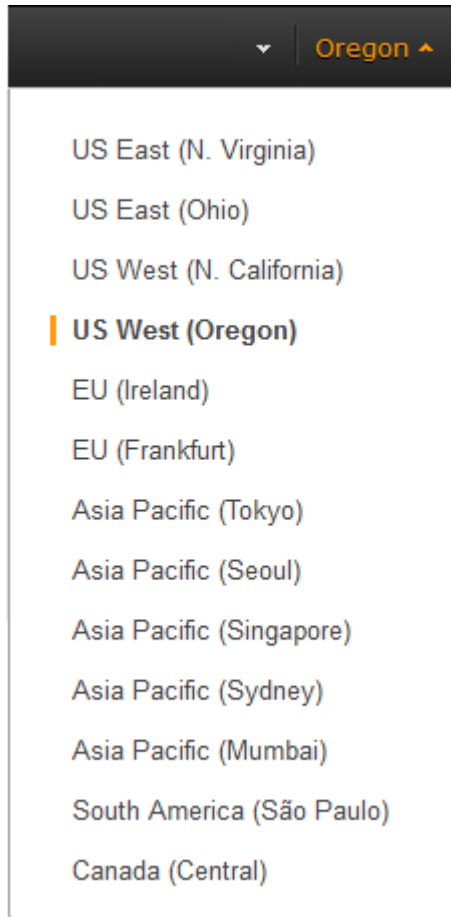 Oregon
US East (N. Virginia)
US East (Ohio)
US West (N. California)
US West (Oregon)
EU (Ireland)
EU (Frankfurt)
Asia Pacific (Tokyo)
Asia Pacific (Seoul)
Asia Pacific (Singapore)
Asia Pacific (Sydney)
Asia Pacific (Mumbai)
South America (São Paulo)
Canada (Central)